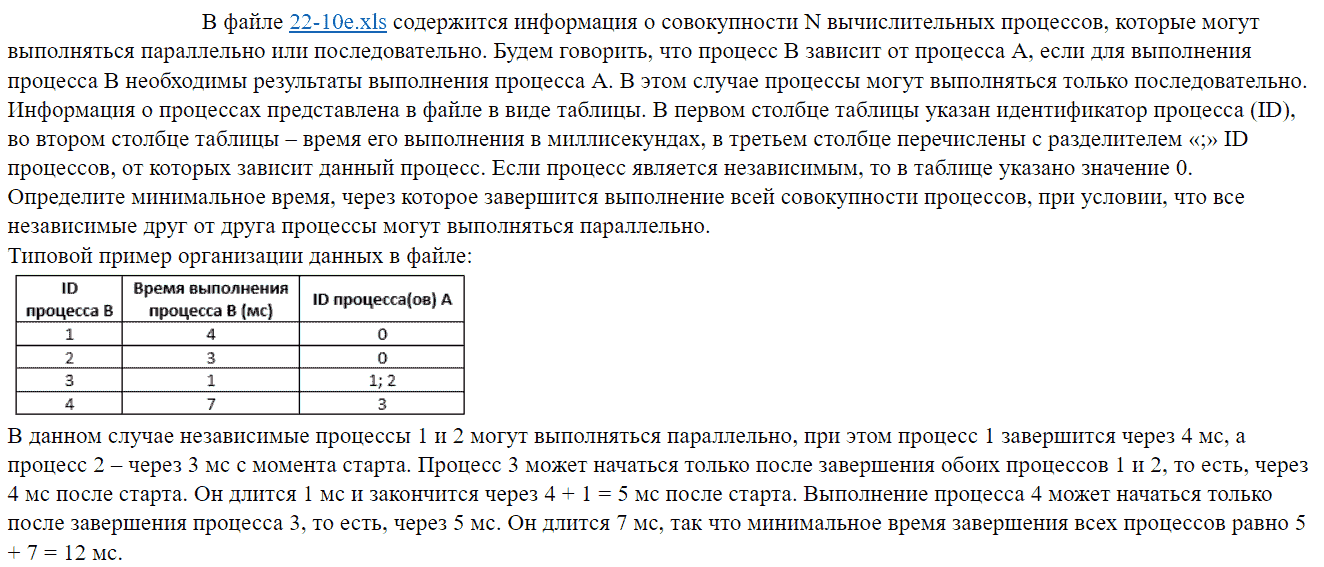 В файле 22-10e.xls содержится информация о совокупности N вычислительных процессов, которые могут
выполняться параллельно или последовательно. Будем говорить, что процесс B зависит от процесса A, если для выполнения
процесса B необходимы результаты выполнения процесса A. В этом случае процессы могут выполняться только последовательно.
Информация о процессах представлена в файле в виде таблицы. В первом столбце таблицы указан идентификатор процесса (ID),
во втором столбце таблицы – время его выполнения в миллисекундах, в третьем столбце перечислены с разделителем «;» ID
процессов, от которых зависит данный процесс. Если процесс является независимым, то в таблице указано значение 0.
Определите минимальное время, через которое завершится выполнение всей совокупности процессов, при условии, что все
независимые друг от друга процессы могут выполняться параллельно.
Типовой пример организации данных в файле:
ID процесса B | Время выполнения процесса B (мс) | ID процесса(ов) A
1 | 4 | 0
2 | 3 | 0
3 | 1 | 1; 2
4 | 7 | 3
В данном случае независимые процессы 1 и 2 могут выполняться параллельно, при этом процесс 1 завершится через 4 мс, а
процесс 2 – через 3 мс с момента старта. Процесс 3 может начаться только после завершения обоих процессов 1 и 2, то есть, через
4 мс после старта. Он длится 1 мс и закончится через 4 + 1 = 5 мс после старта. Выполнение процесса 4 может начаться только
после завершения процесса 3, то есть, через 5 мс. Он длится 7 мс, так что минимальное время завершения всех процессов равно 5
+ 7 = 12 мс.